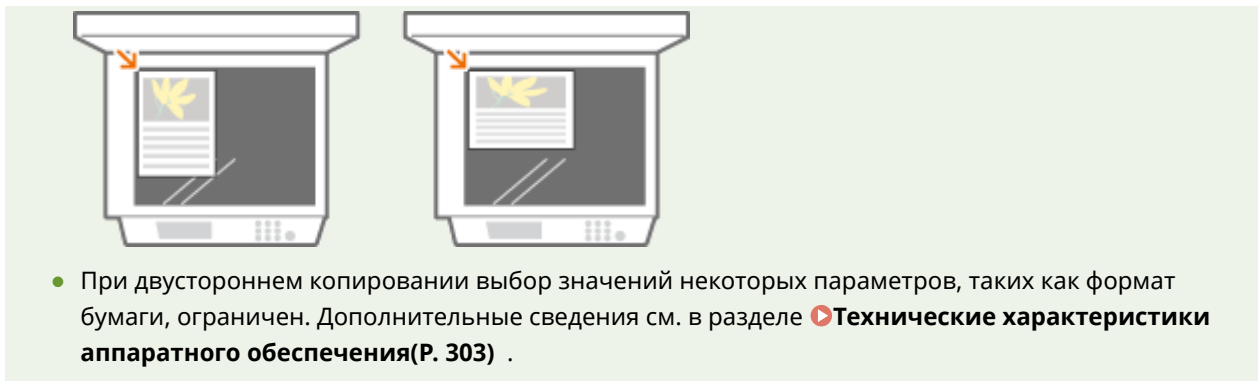 ● При двустороннем копировании выбор значений некоторых параметров, таких как формат
бумаги, ограничен. Дополнительные сведения см. в разделе Технические характеристики
аппаратного обеспечения(P. 303) .